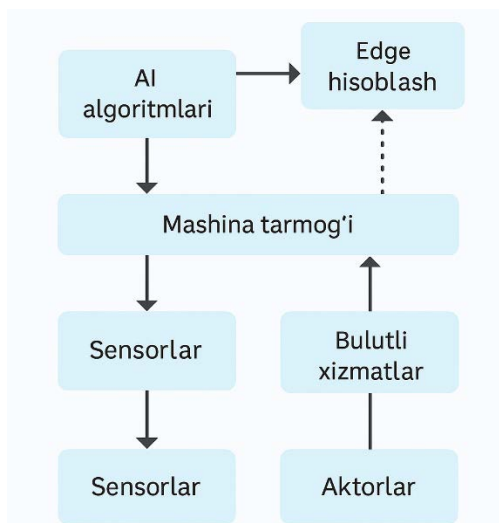 AI
algoritmlari
Edge
hisoblash
Mashina tarmog‘i
Sensorlar
Bulutli
xizmatlar
Sensorlar
Aktorlar